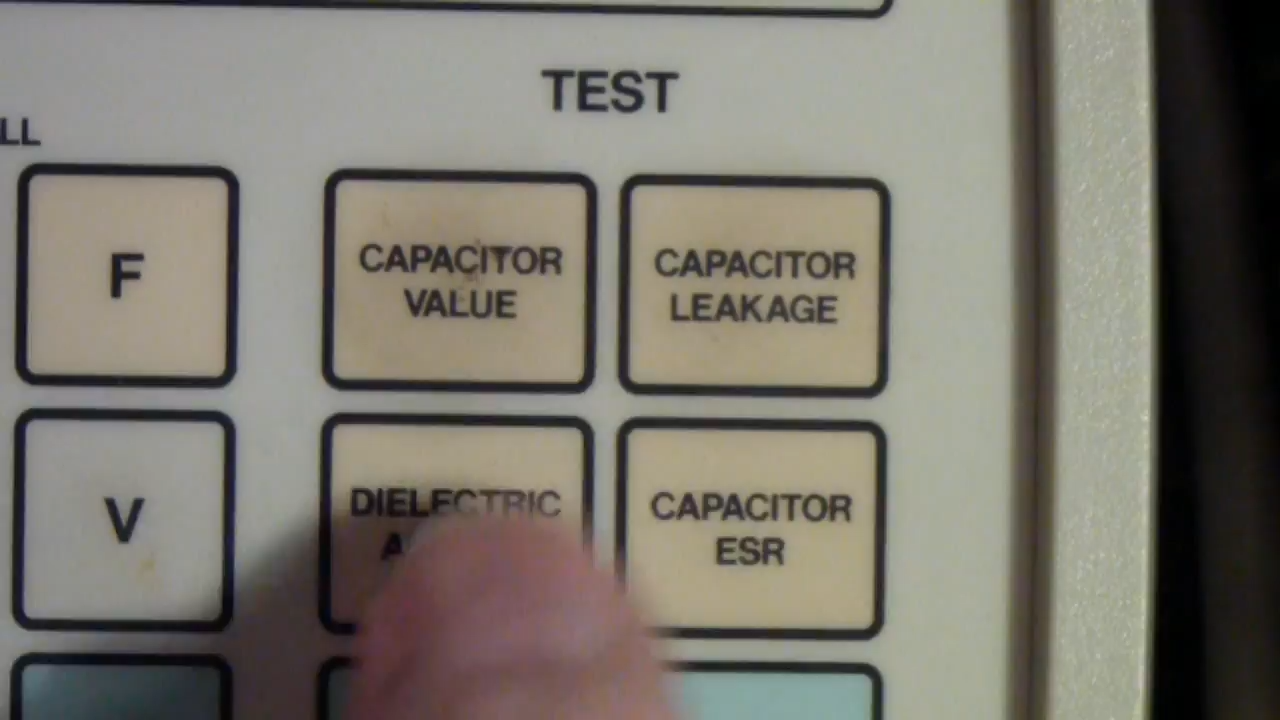 TEST
LL
F
CAPACITOR
VALUE
CAPACITOR
LEAKAGE
V
DIELECTRIC
CAPACITOR
ESR